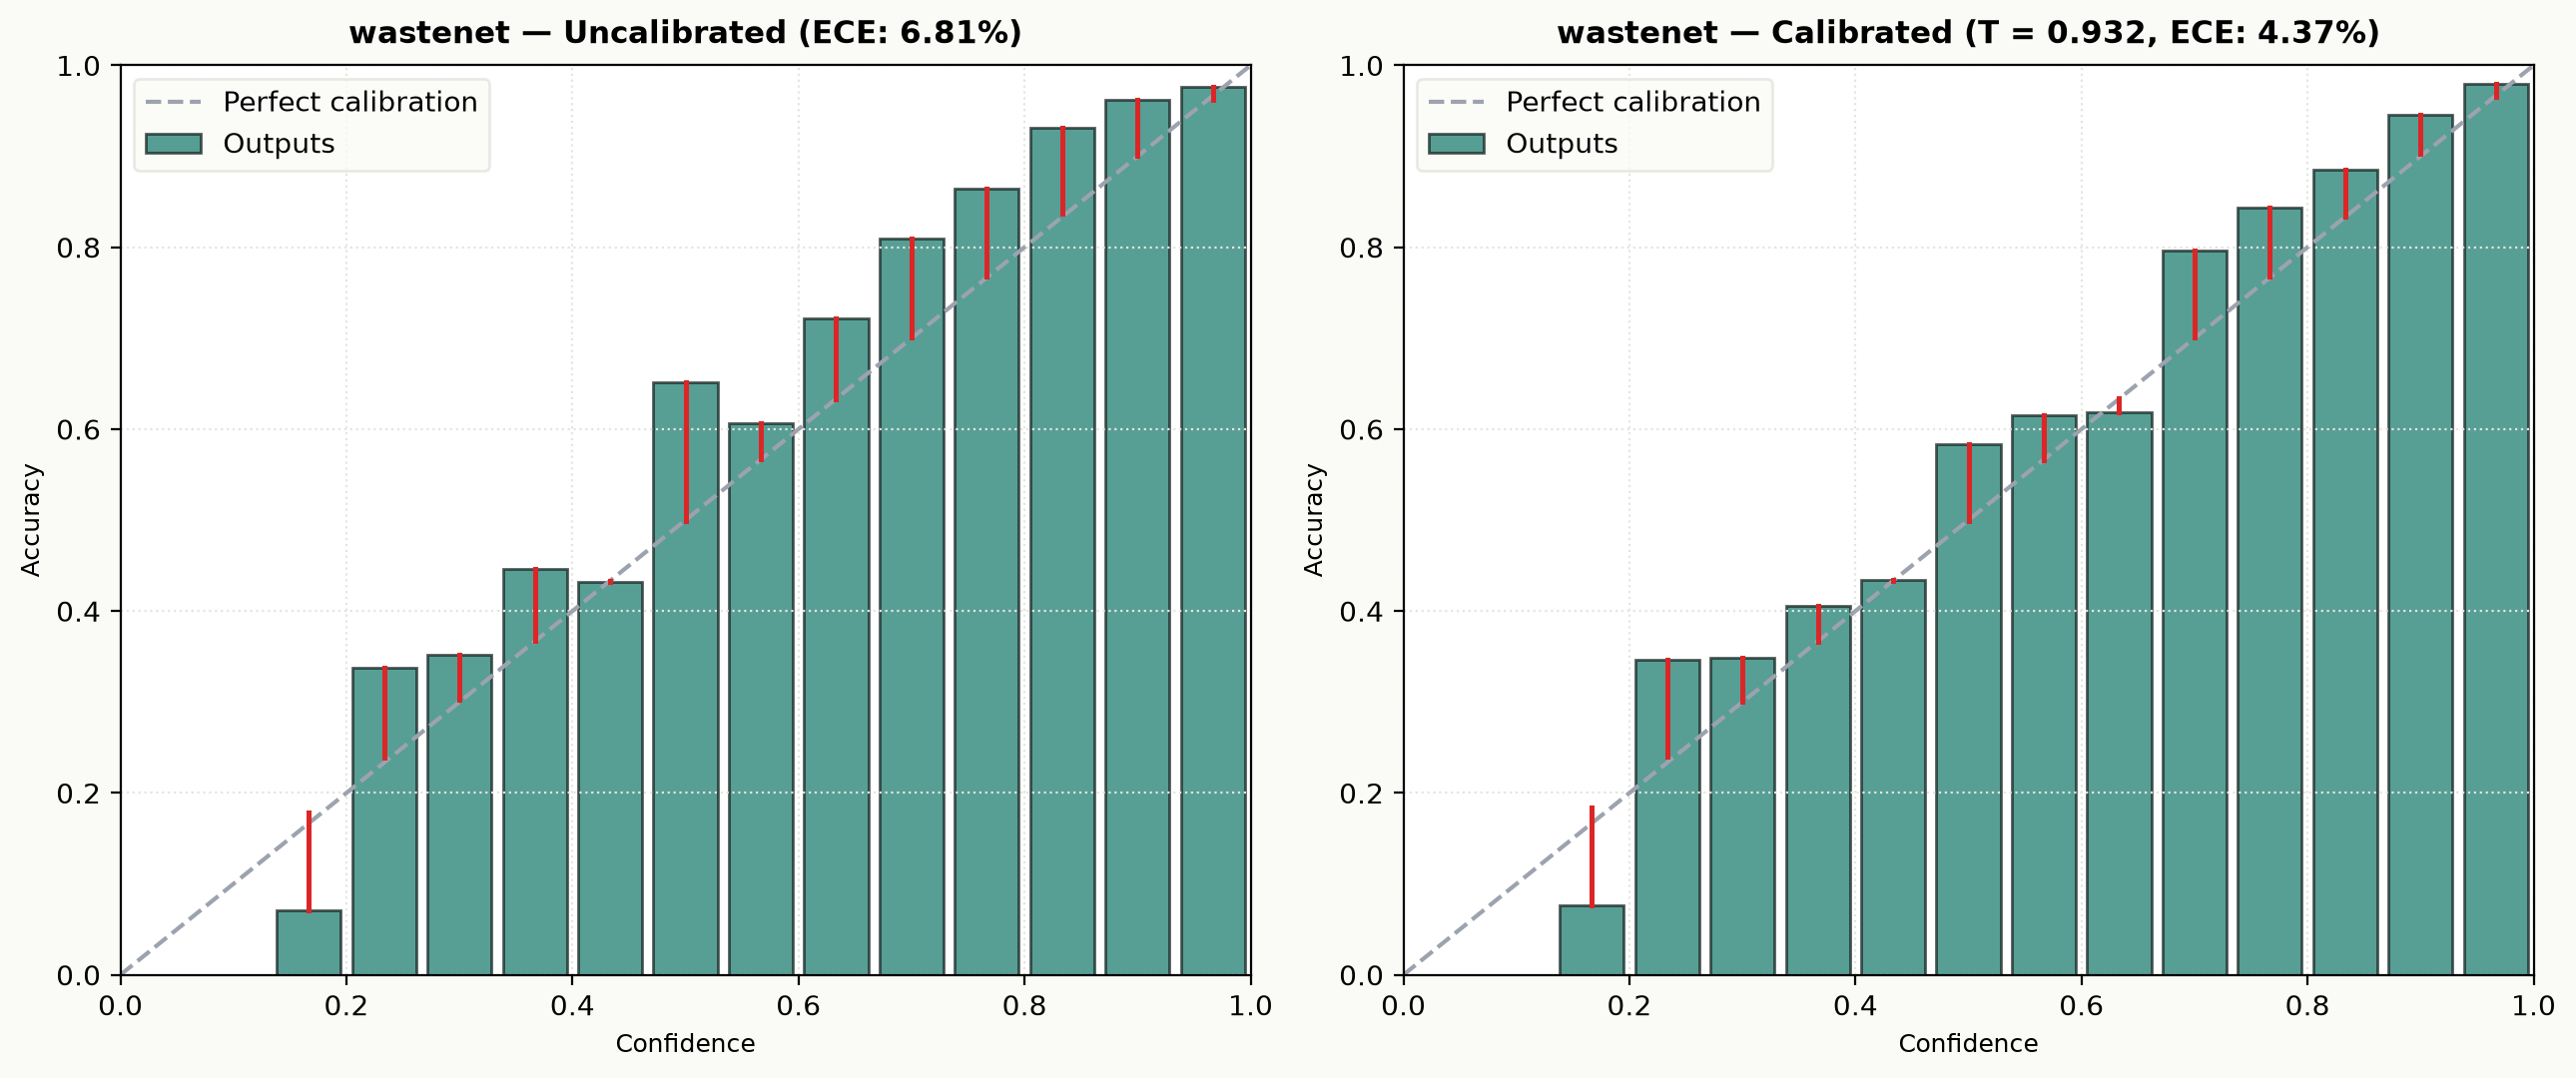 wastenet — Uncalibrated (ECE: 6.81%)
1.0
0.8
0.6
0.4
0.2
0.0
Accuracy
Perfect calibration
Outputs
0.0 0.2 0.4 0.6 0.8 1.0
Confidence
wastenet — Calibrated (T = 0.932, ECE: 4.37%)
1.0
0.8
0.6
0.4
0.2
0.0
Accuracy
Perfect calibration
Outputs
0.0 0.2 0.4 0.6 0.8 1.0
Confidence